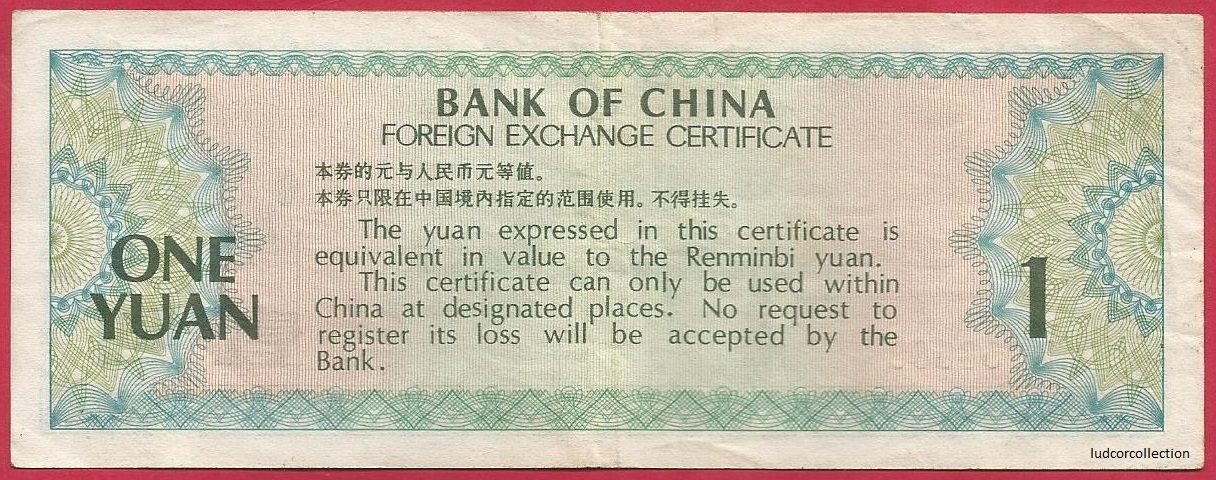 BANK OF CHINA
FOREIGN EXCHANGE CERTIFICATE
本券的元与人民币元等值。
本券只限在中国境内指定的范围使用。不得挂失。
The yuan expressed in this certificate is
equivalent in value to the Renminbi yuan.
This certificate can only be used within
China at designated places. No request to
register its loss will be accepted by the
Bank.
ONE
YUAN
1
ludcorcollection